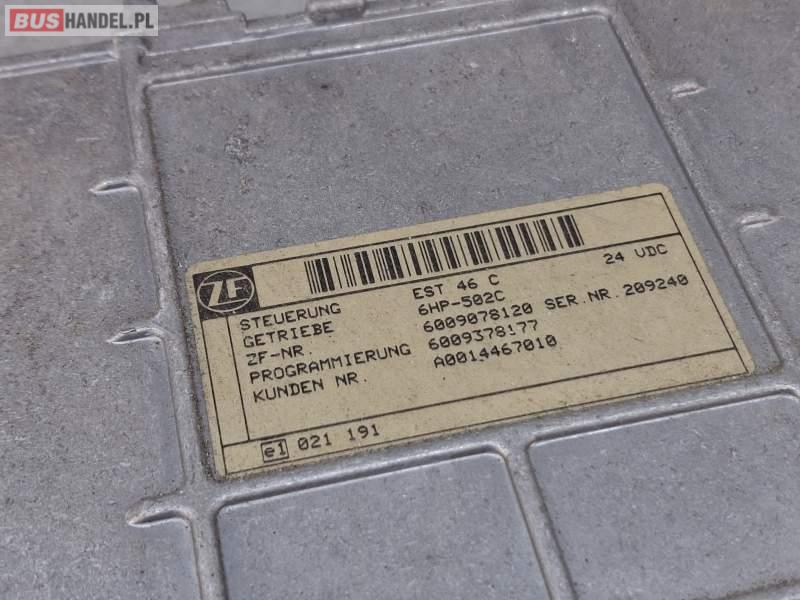 BUSHANDEL.PL
ZF
STEUERUNG EST 46 C 24 VDC
GETRIEBE 6HP-502C
ZF-NR. 6009078120 SER.NR. 209240
PROGRAMMIERUNG 6009378177
KUNDEN NR. A0014467010
e1 021 191